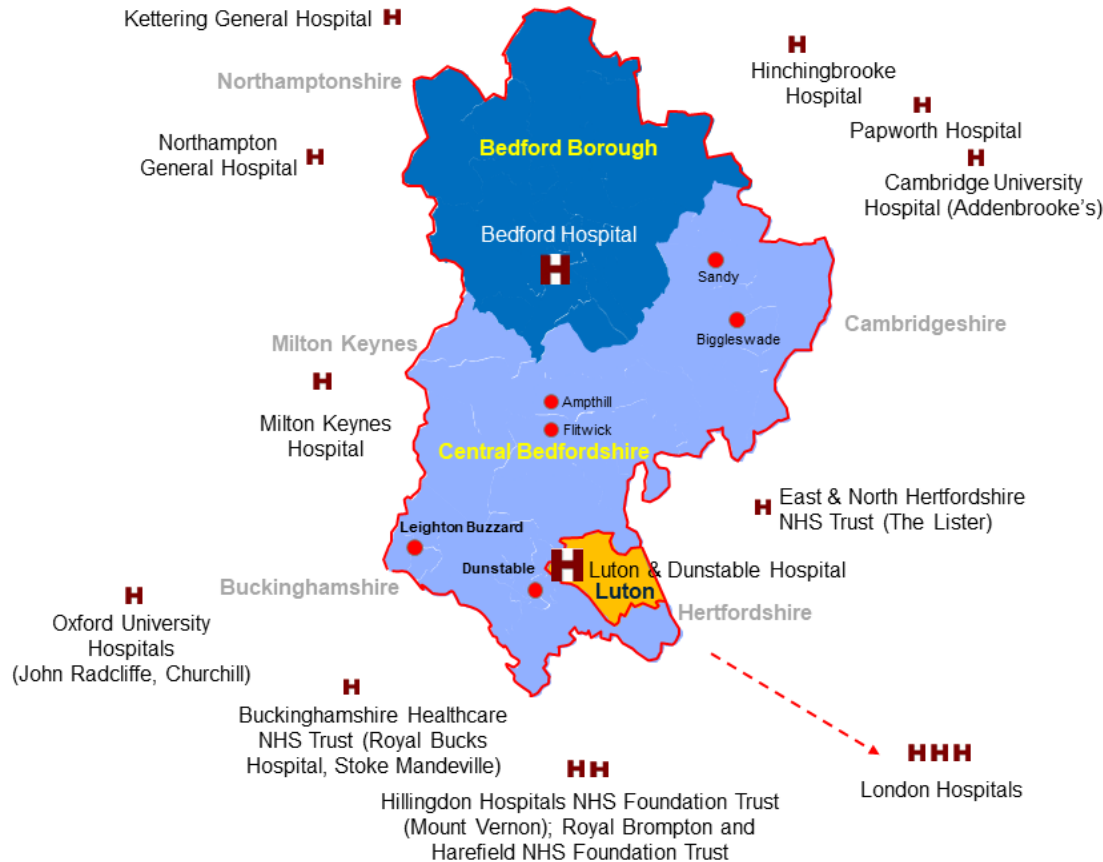 Kettering General Hospital
Hinchingbrooke
Hospital
Northamptonshire
Papworth Hospital
Northampton
General Hospital
Bedford Borough
Cambridge University
Hospital (Addenbrooke's)
Bedford Hospital
Sandy
Cambridgeshire
Biggleswade
Milton Keynes
Milton Keynes
Hospital
Ampthill
Flitwick
Central Bedfordshire
East & North Hertfordshire
NHS Trust (The Lister)
Leighton Buzzard
Dunstable
Luton & Dunstable Hospital
Luton
Buckinghamshire
Hertfordshire
Oxford University
Hospitals
(John Radcliffe, Churchill)
Buckinghamshire Healthcare
NHS Trust (Royal Bucks
Hospital, Stoke Mandeville)
London Hospitals
Hillingdon Hospitals NHS Foundation Trust
(Mount Vernon); Royal Brompton and
Harefield NHS Foundation Trust